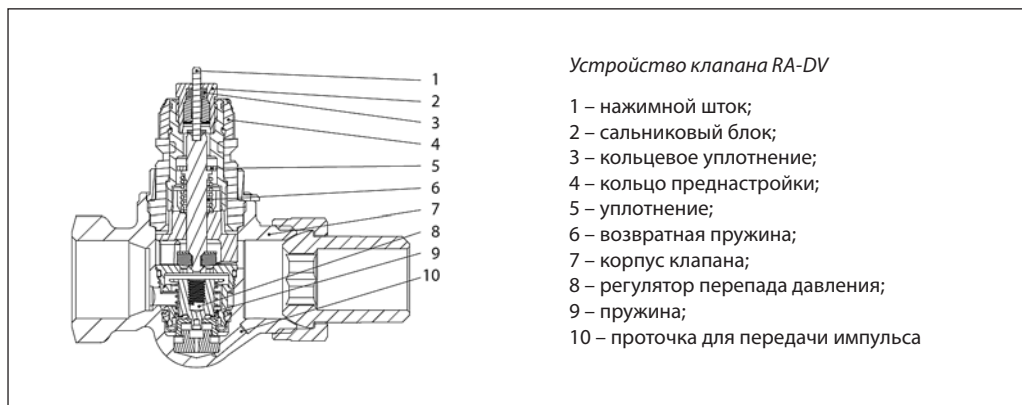 1
2
3
4
5
6
7
8
9
10
Устройство клапана RA-DV
1 – нажимной шток;
2 – сальниковый блок;
3 – кольцевое уплотнение;
4 – кольцо преднастройки;
5 – уплотнение;
6 – возвратная пружина;
7 – корпус клапана;
8 – регулятор перепада давления;
9 – пружина;
10 – проточка для передачи импульса